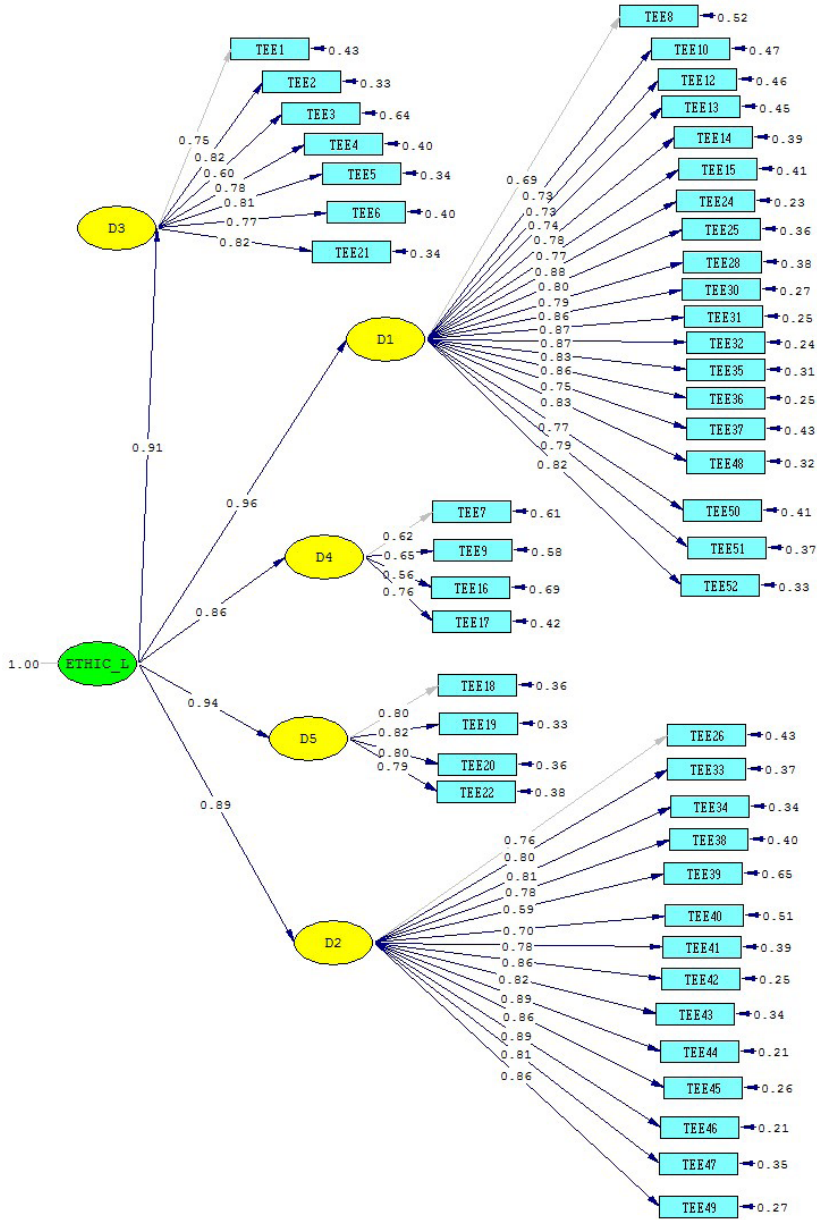 TEE1 0.43
TEE2 0.33
TEE3 0.64
TEE4 0.40
TEE5 0.34
TEE6 0.40
TEE21 0.34
0.75
0.82
0.60
0.78
0.81
0.77
0.82
D3
TEE8 0.52
TEE10 0.47
TEE12 0.46
TEE13 0.45
TEE14 0.39
TEE15 0.41
TEE24 0.23
TEE25 0.36
TEE28 0.38
TEE30 0.27
TEE31 0.25
TEE32 0.24
TEE35 0.31
TEE36 0.25
TEE37 0.43
TEE48 0.32
TEE50 0.41
TEE51 0.37
TEE52 0.33
0.69
0.73
0.73
0.74
0.78
0.77
0.88
0.80
0.79
0.86
0.87
0.87
0.83
0.86
0.75
0.83
0.77
0.79
0.82
D1
0.91
0.96
0.86
0.94
0.89
1.00 ETHIC_L
D4
0.62
0.65
0.56
0.76
TEE7 0.61
TEE9 0.58
TEE16 0.69
TEE17 0.42
D5
0.80
0.82
0.80
0.79
TEE18 0.36
TEE19 0.33
TEE20 0.36
TEE22 0.38
D2
0.76
0.80
0.81
0.78
0.59
0.70
0.78
0.86
0.82
0.89
0.86
0.89
0.81
0.86
TEE26 0.43
TEE33 0.37
TEE34 0.34
TEE38 0.40
TEE39 0.65
TEE40 0.51
TEE41 0.39
TEE42 0.25
TEE43 0.34
TEE44 0.21
TEE45 0.26
TEE46 0.21
TEE47 0.35
TEE49 0.27